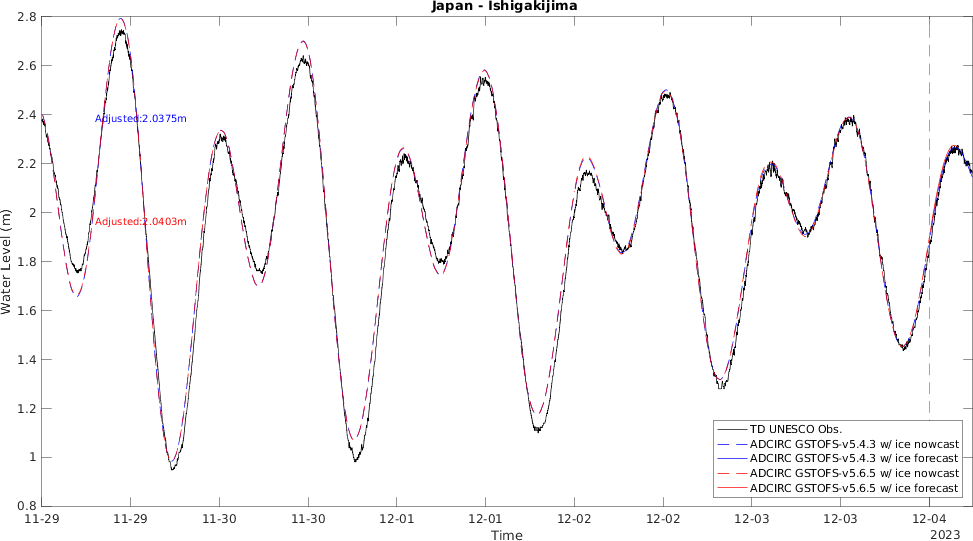 Japan - Ishigakijima
2.8
2.6
2.4
2.2
2
1.8
1.6
1.4
1.2
1
0.8
Water Level (m)
Adjusted:2.0375m
Adjusted:2.0403m
TD UNESCO Obs.
ADCIRC GSTOFS-v5.4.3 w/ ice nowcast
ADCIRC GSTOFS-v5.4.3 w/ ice forecast
ADCIRC GSTOFS-v5.6.5 w/ ice nowcast
ADCIRC GSTOFS-v5.6.5 w/ ice forecast
11-29 11-29 11-30 11-30 12-01 12-01 12-02 12-02 12-03 12-03 12-04
Time
2023